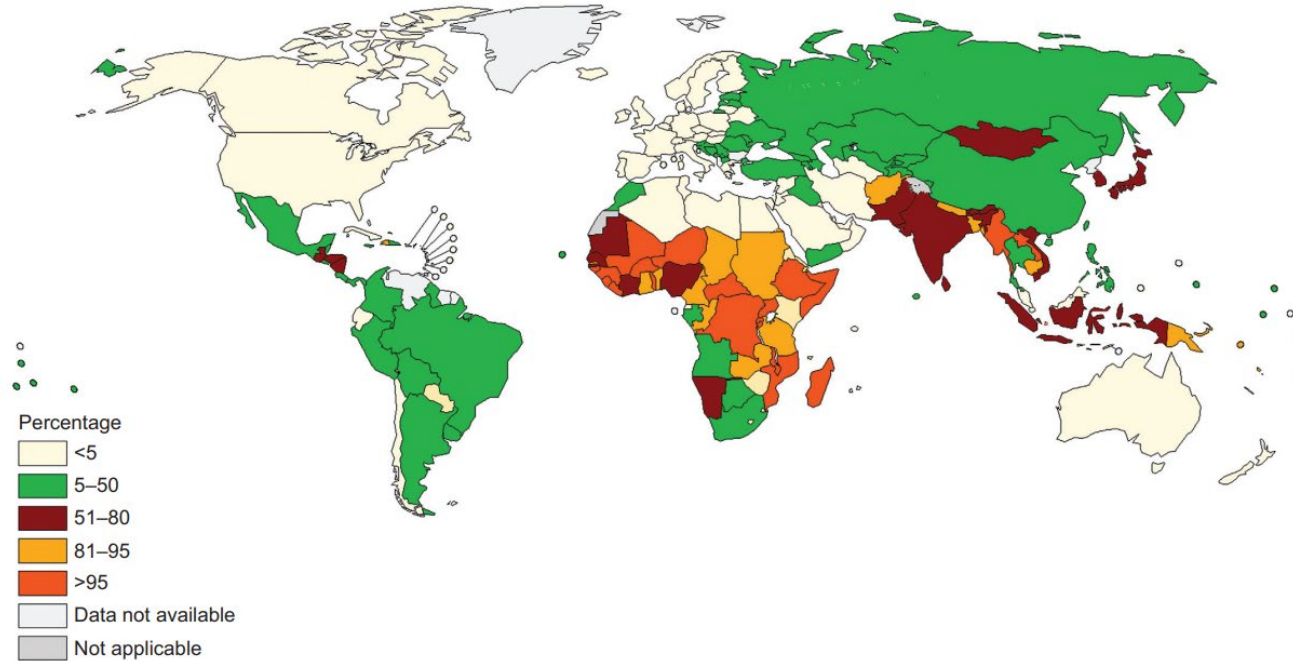 Percentage
<5
5–50
51–80
81–95
>95
Data not available
Not applicable